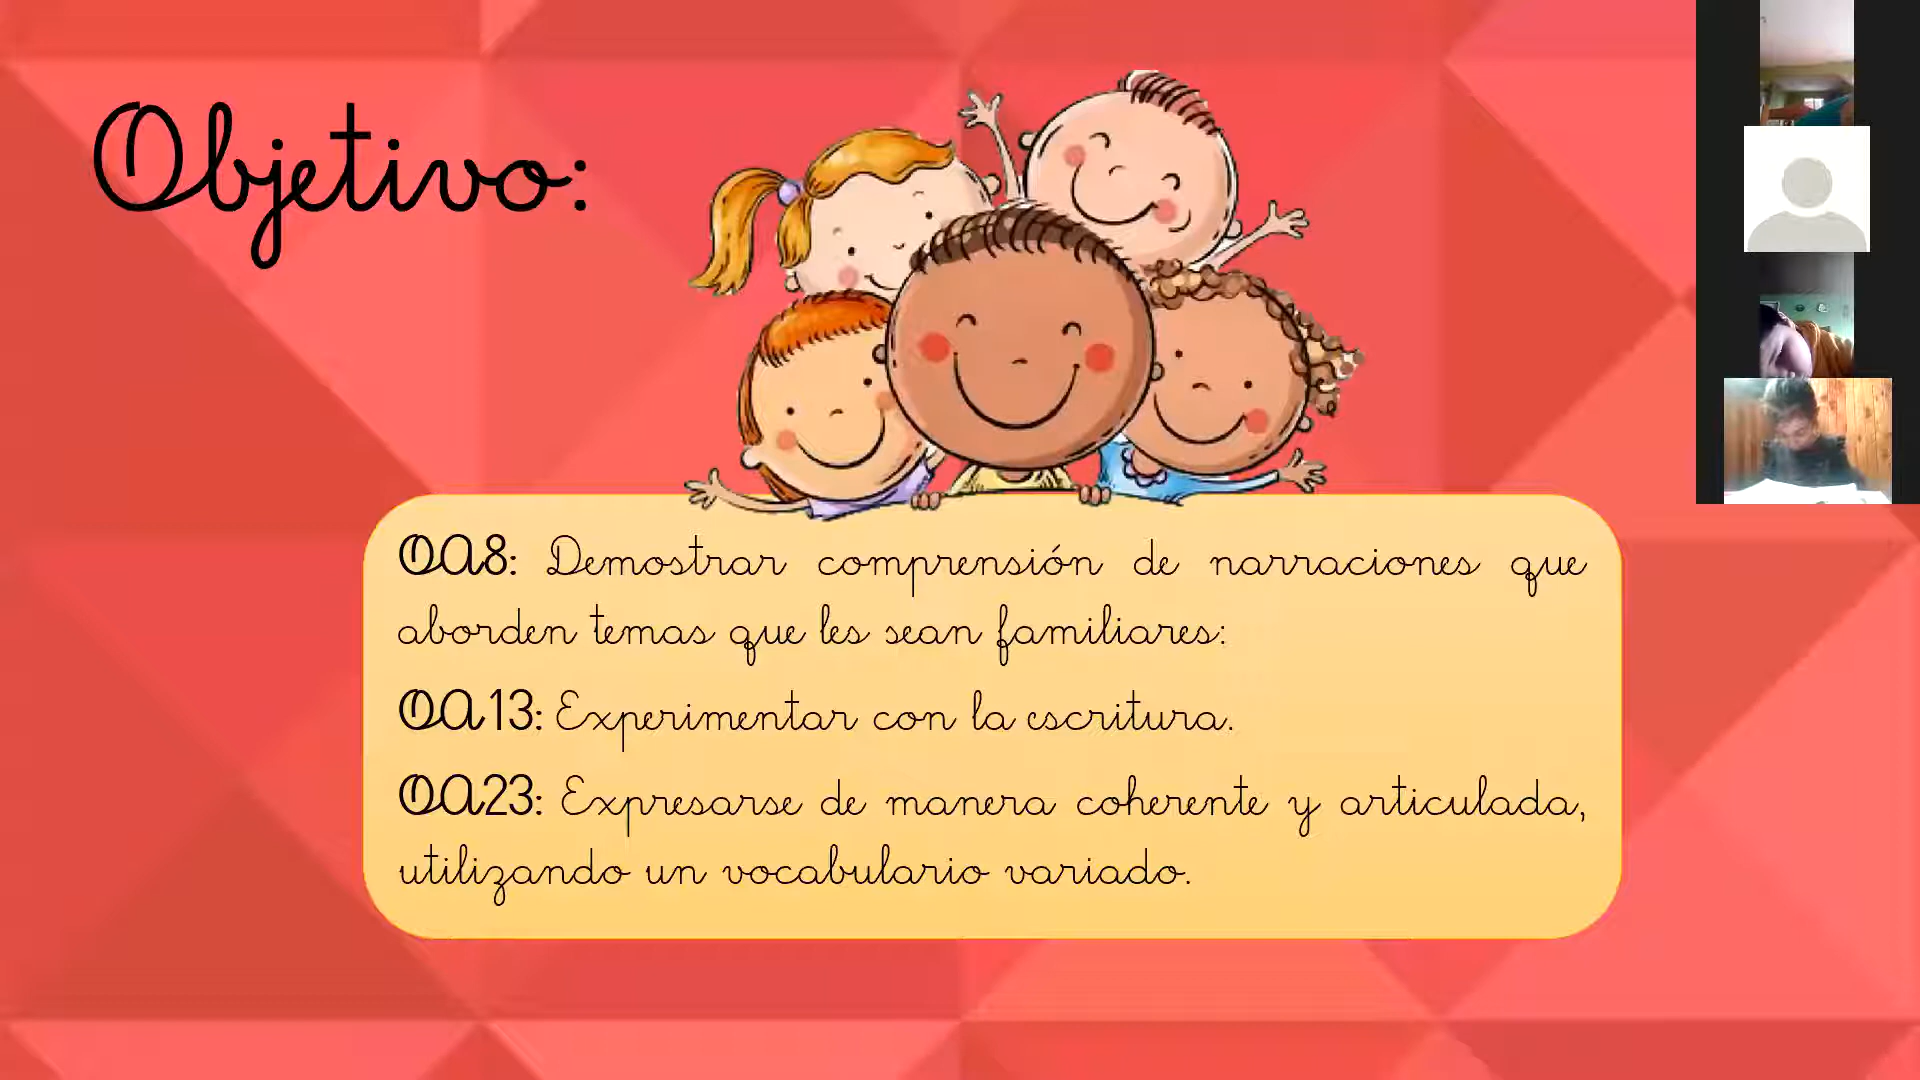 Objetivo:
OA8: Demostrar comprensión de narraciones que
aborden temas que les sean familiares:
OA13: Experimentar con la escritura.
OA23: Expresarse de manera coherente y articulada,
utilizando un vocabulario variado.